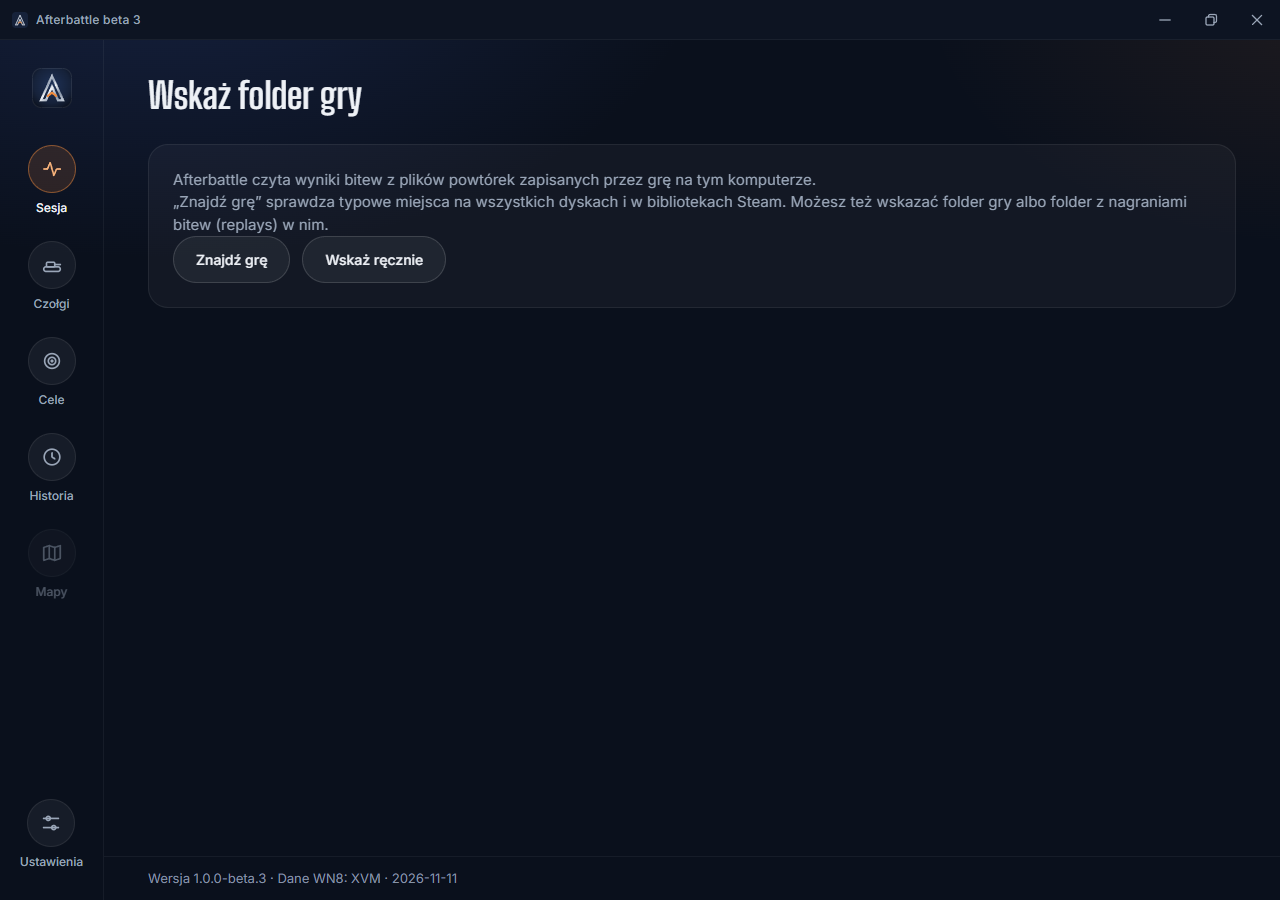 Afterbattle beta 3
Wskaż folder gry
Afterbattle czyta wyniki bitew z plików powtórek zapisanych przez grę na tym komputerze.
„Znajdź grę” sprawdza typowe miejsca na wszystkich dyskach i w bibliotekach Steam. Możesz też wskazać folder gry albo folder z nagraniami
bitew (replays) w nim.
Znajdź grę
Wskaż ręcznie
Sesja
Czołgi
Cele
Historia
Mapy
Ustawienia
Wersja 1.0.0-beta.3 · Dane WN8: XVM · 2026-11-11